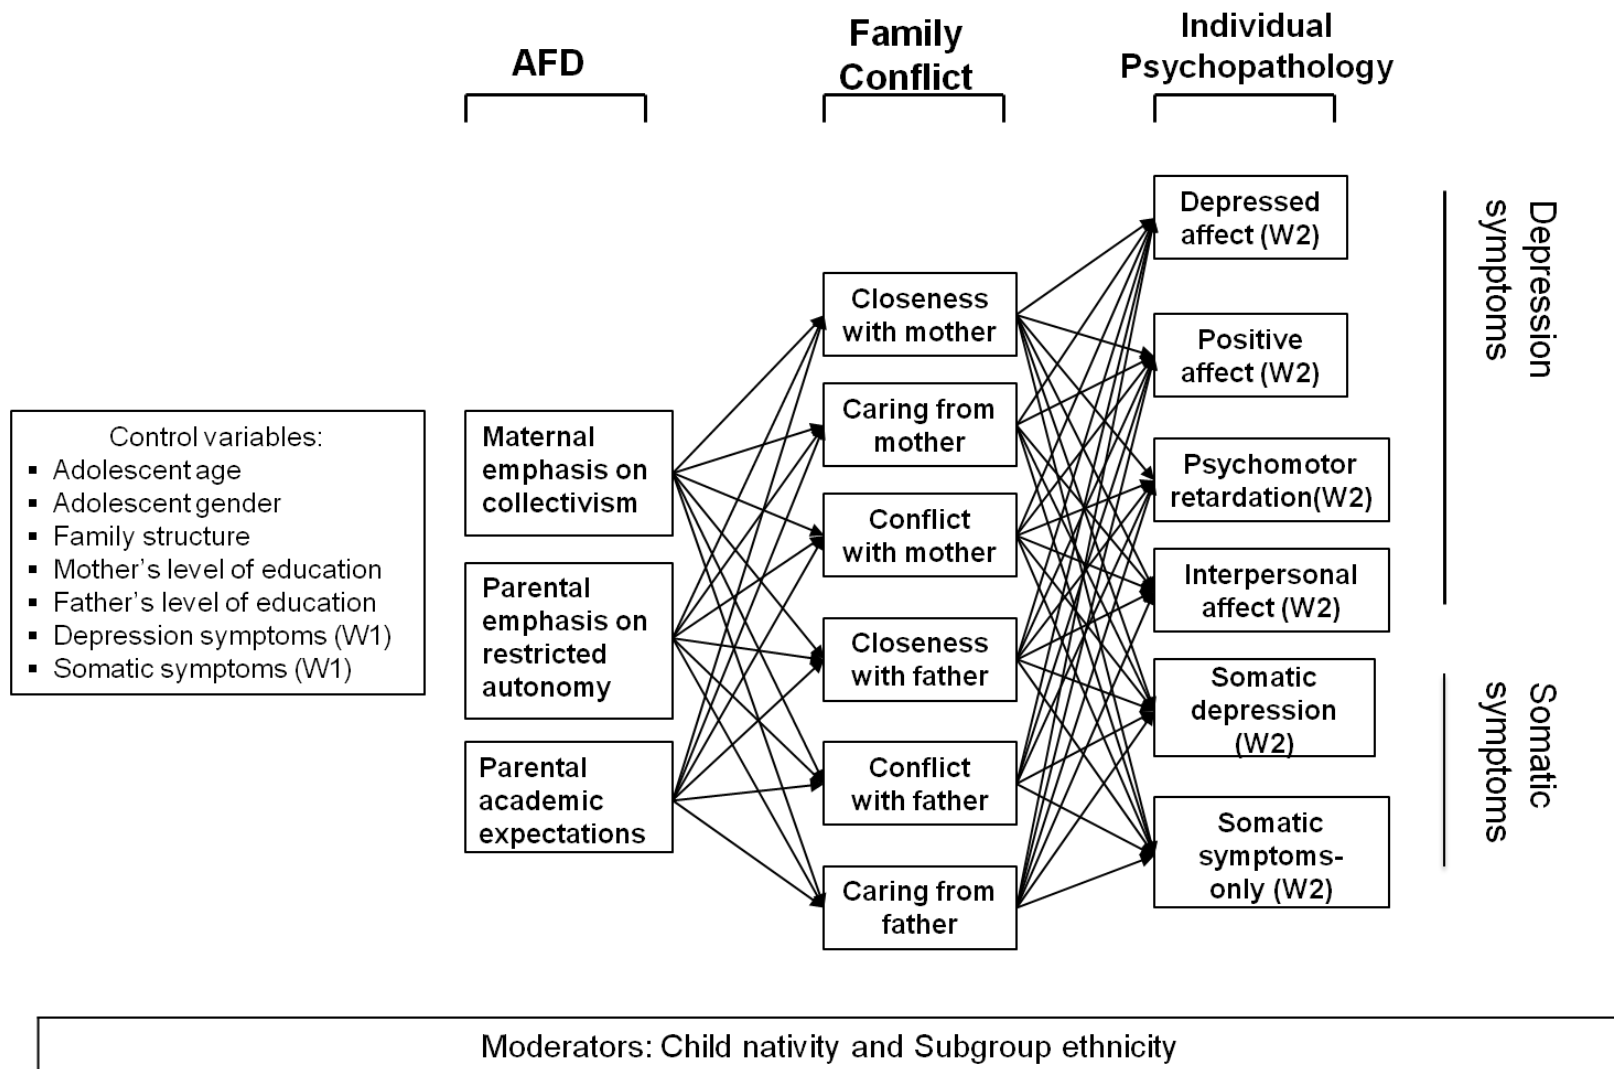 AFD
Family
Conflict
Individual
Psychopathology
Control variables:
▪ Adolescent age
▪ Adolescent gender
▪ Family structure
▪ Mother’s level of education
▪ Father’s level of education
▪ Depression symptoms (W1)
▪ Somatic symptoms (W1)
Maternal
emphasis on
collectivism
Parental
emphasis on
restricted
autonomy
Parental
academic
expectations
Closeness
with mother
Caring from
mother
Conflict
with mother
Closeness
with father
Conflict
with father
Caring from
father
Depressed
affect (W2)
Positive
affect (W2)
Psychomotor
retardation(W2)
Interpersonal
affect (W2)
Somatic
depression
(W2)
Somatic
symptoms-
only (W2)
Depression
symptoms
Somatic
symptoms
Moderators: Child nativity and Subgroup ethnicity